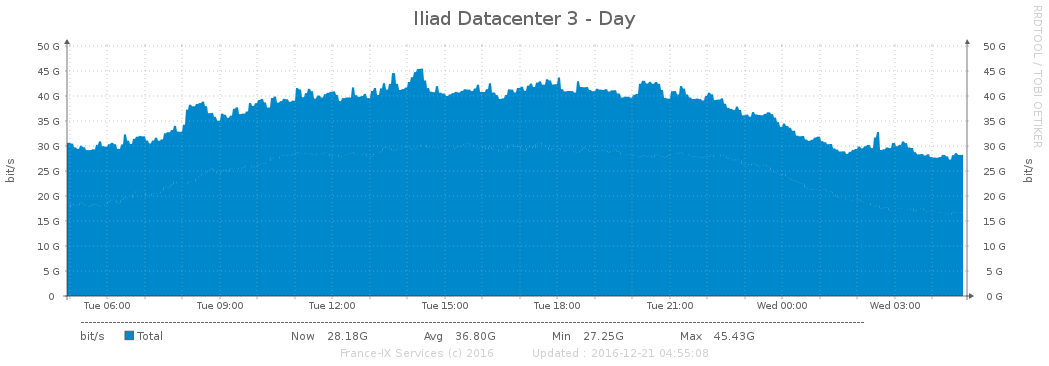 Iliad Datacenter 3 - Day
RRDTOOL / TOBI OETIKER
50 G 50 G
45 G 45 G
40 G 40 G
35 G 35 G
30 G 30 G
25 G 25 G
20 G 20 G
15 G 15 G
10 G 10 G
5 G 5 G
0 0 G
bit/s bit/s
Tue 06:00 Tue 09:00 Tue 12:00 Tue 15:00 Tue 18:00 Tue 21:00 Wed 00:00 Wed 03:00
bit/s Total Now 28.18G Avg 36.80G Min 27.25G Max 45.43G
France-IX Services (c) 2016 Updated : 2016-12-21 04:55:08